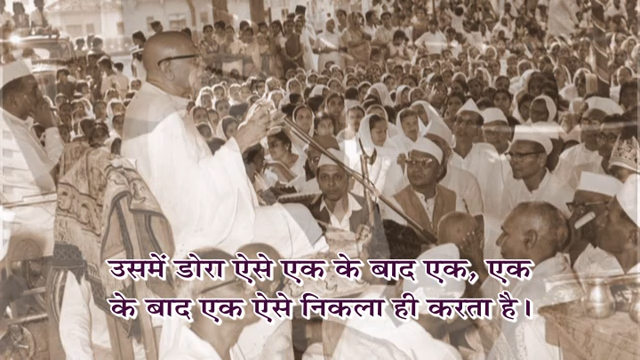 उसमें डोरा ऐसे एक के बाद एक, एक
के बाद एक ऐसे निकला ही करता है।